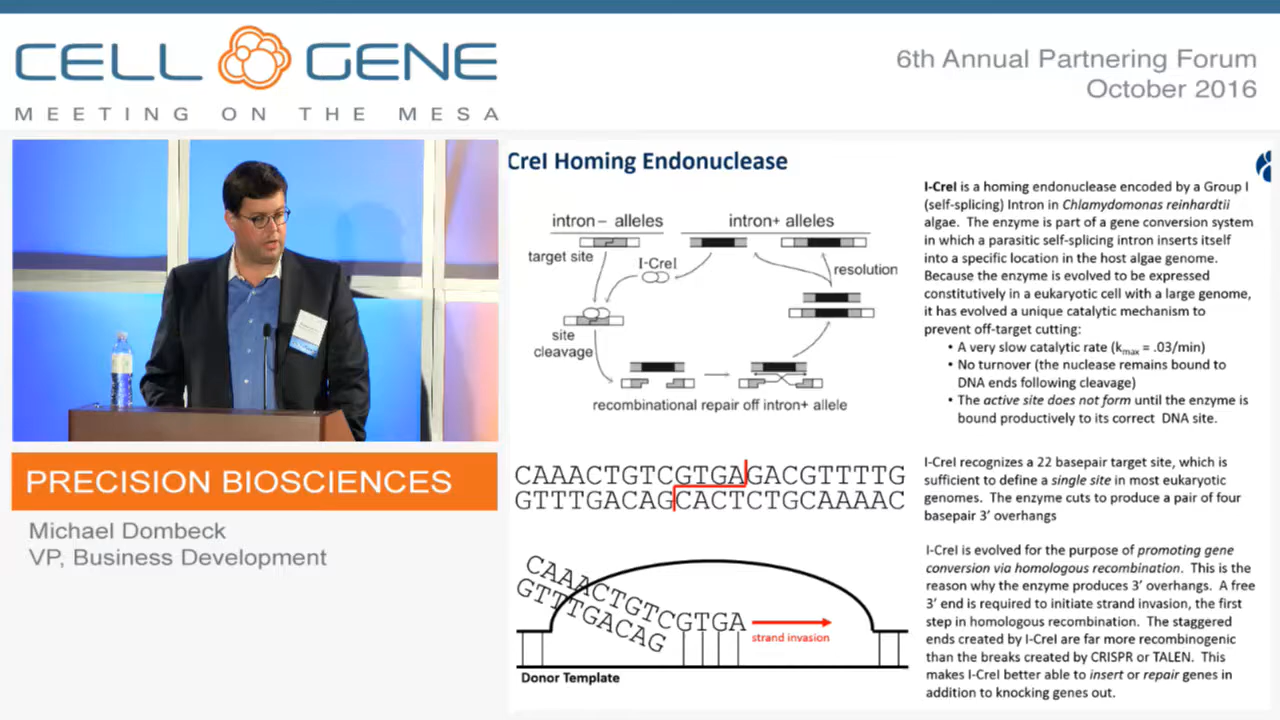 CELL GENE
MEETING ON THE MESA
6th Annual Partnering Forum
October 2016
PRECISION BIOSCIENCES
Michael Dombeck
VP, Business Development
CreI Homing Endonuclease
intron– alleles
intron+ alleles
target site
I-CreI
resolution
site
cleavage
recombinational repair off intron+ allele
I-CreI is a homing endonuclease encoded by a Group I
(self-splicing) Intron in Chlamydomonas reinhardtii
algae. The enzyme is part of a gene conversion system
in which a parasitic self-splicing intron inserts itself
into a specific location in the host algae genome.
Because the enzyme is evolved to be expressed
constitutively in a eukaryotic cell with a large genome,
it has evolved a unique catalytic mechanism to
prevent off-target cutting:
• A very slow catalytic rate (kmax = .03/min)
• No turnover (the nuclease remains bound to
DNA ends following cleavage)
• The active site does not form until the enzyme is
bound productively to its correct DNA site.
CAAACTGTCGTGAGACGTTTTG
GTTTGACAGCACTCTGCAAAAC
I-CreI recognizes a 22 basepair target site, which is
sufficient to define a single site in most eukaryotic
genomes. The enzyme cuts to produce a pair of four
basepair 3' overhangs
CAAACTGTCGTGA
GTTTGACAG
strand invasion
Donor Template
I-CreI is evolved for the purpose of promoting gene
conversion via homologous recombination. This is the
reason why the enzyme produces 3' overhangs. A free
3' end is required to initiate strand invasion, the first
step in homologous recombination. The staggered
ends created by I-CreI are far more recombinogenic
than the breaks created by CRISPR or TALEN. This
makes I-CreI better able to insert or repair genes in
addition to knocking genes out.